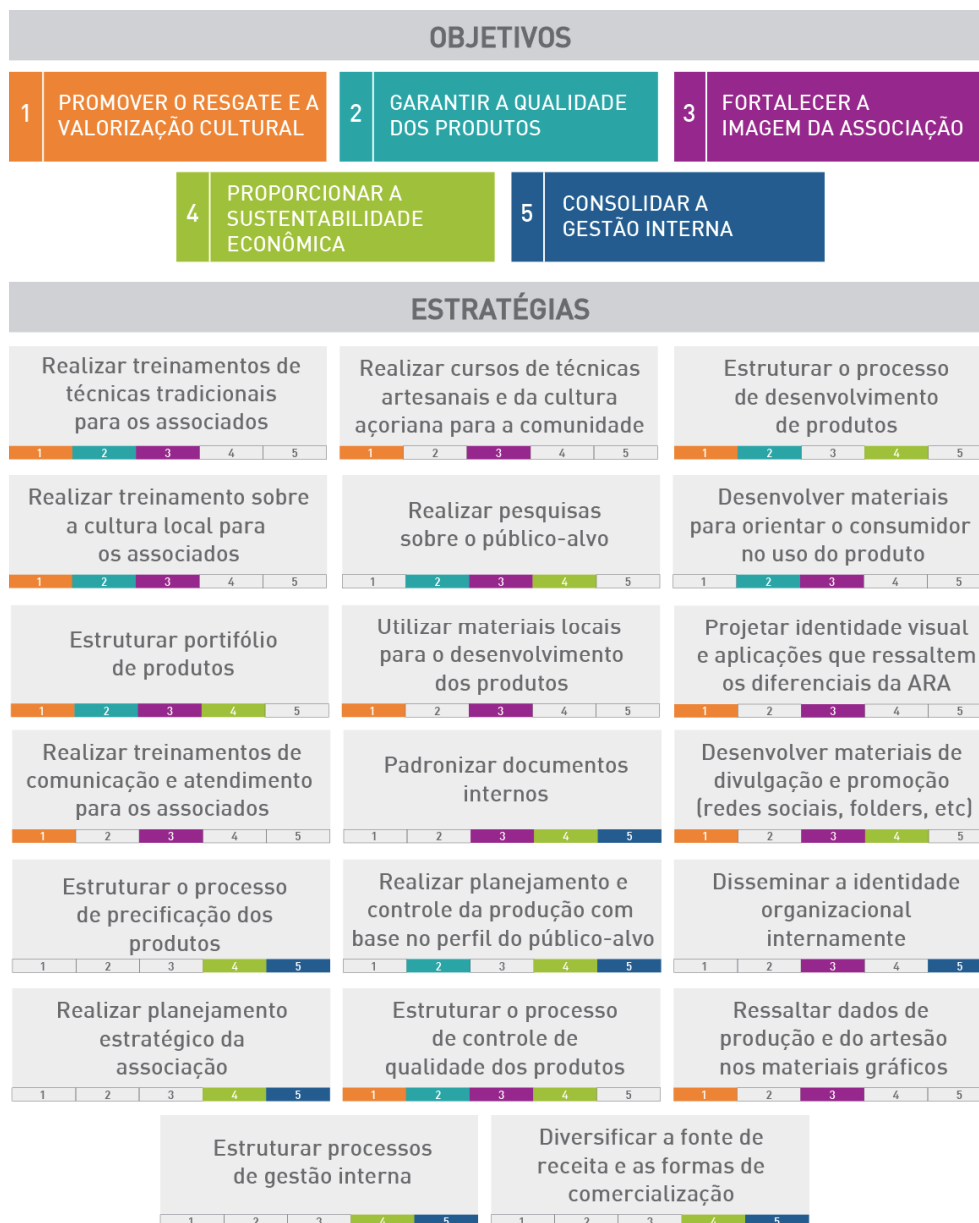 OBJETIVOS
1 PROMOVER O RESGATE E A
VALORIZAÇÃO CULTURAL
2 GARANTIR A QUALIDADE
DOS PRODUTOS
3 FORTALECER A
IMAGEM DA ASSOCIAÇÃO
4 PROPORCIONAR A
SUSTENTABILIDADE
ECONÔMICA
5 CONSOLIDAR A
GESTÃO INTERNA
ESTRATÉGIAS
Realizar treinamentos de
técnicas tradicionais
para os associados
1 2 3 4 5
Realizar cursos de técnicas
artesanais e da cultura
açoriana para a comunidade
1 2 3 4 5
Estruturar o processo
de desenvolvimento
de produtos
1 2 3 4 5
Realizar treinamento sobre
a cultura local para
os associados
1 2 3 4 5
Realizar pesquisas
sobre o público-alvo
1 2 3 4 5
Desenvolver materiais
para orientar o consumidor
no uso do produto
1 2 3 4 5
Estruturar portifólio
de produtos
1 2 3 4 5
Utilizar materiais locais
para o desenvolvimento
dos produtos
1 2 3 4 5
Projetar identidade visual
e aplicações que ressaltem
os diferenciais da ARA
1 2 3 4 5
Realizar treinamentos de
comunicação e atendimento
para os associados
1 2 3 4 5
Padronizar documentos
internos
1 2 3 4 5
Desenvolver materiais de
divulgação e promoção
(redes sociais, folders, etc)
1 2 3 4 5
Estruturar o processo
de precificação dos
produtos
1 2 3 4 5
Realizar planejamento e
controle da produção com
base no perfil do público-alvo
1 2 3 4 5
Disseminar a identidade
organizacional
internamente
1 2 3 4 5
Realizar planejamento
estratégico da
associação
1 2 3 4 5
Estruturar o processo
de controle de
qualidade dos produtos
1 2 3 4 5
Ressaltar dados de
produção e do artesão
nos materiais gráficos
1 2 3 4 5
Estruturar processos
de gestão interna
1 2 3 4 5
Diversificar a fonte de
receita e as formas de
comercialização
1 2 3 4 5